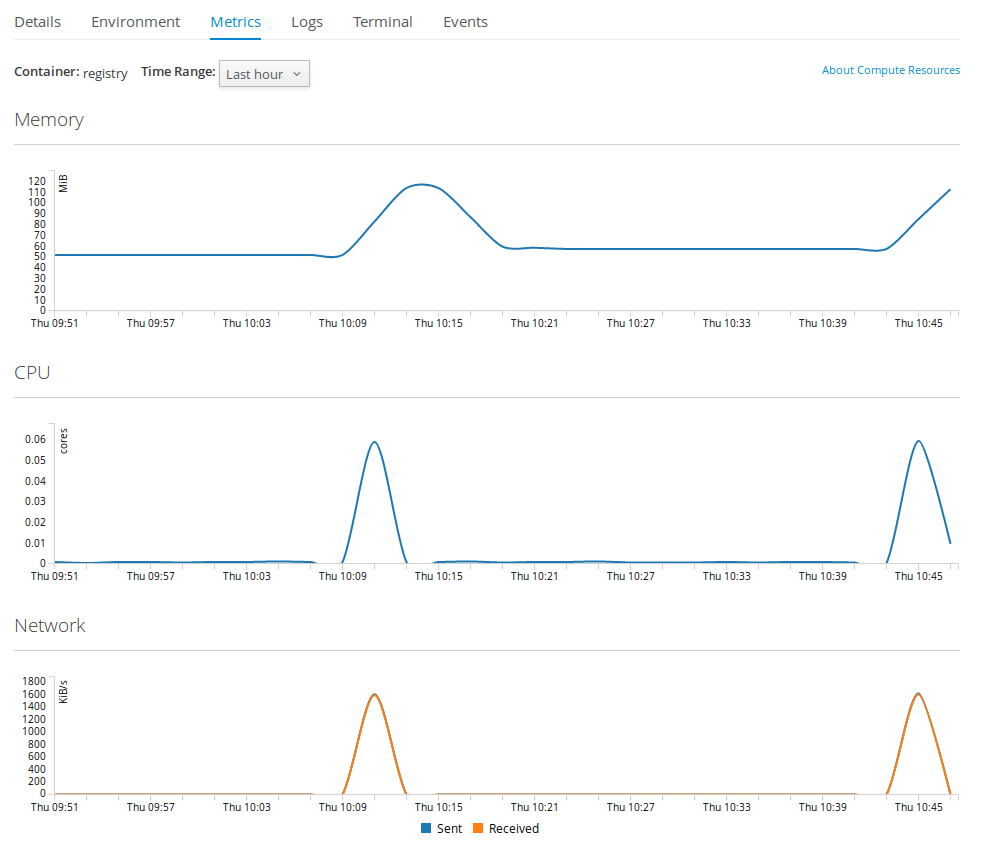 Details Environment Metrics Logs Terminal Events
Container: registry Time Range: Last hour About Compute Resources
Memory
MiB
120
110
100
90
80
70
60
50
40
30
20
10
0
Thu 09:51 Thu 09:57 Thu 10:03 Thu 10:09 Thu 10:15 Thu 10:21 Thu 10:27 Thu 10:33 Thu 10:39 Thu 10:45
CPU
cores
0.06
0.05
0.04
0.03
0.02
0.01
0
Thu 09:51 Thu 09:57 Thu 10:03 Thu 10:09 Thu 10:15 Thu 10:21 Thu 10:27 Thu 10:33 Thu 10:39 Thu 10:45
Network
KiB/s
1800
1600
1400
1200
1000
800
600
400
200
0
Thu 09:51 Thu 09:57 Thu 10:03 Thu 10:09 Thu 10:15 Thu 10:21 Thu 10:27 Thu 10:33 Thu 10:39 Thu 10:45
Sent Received